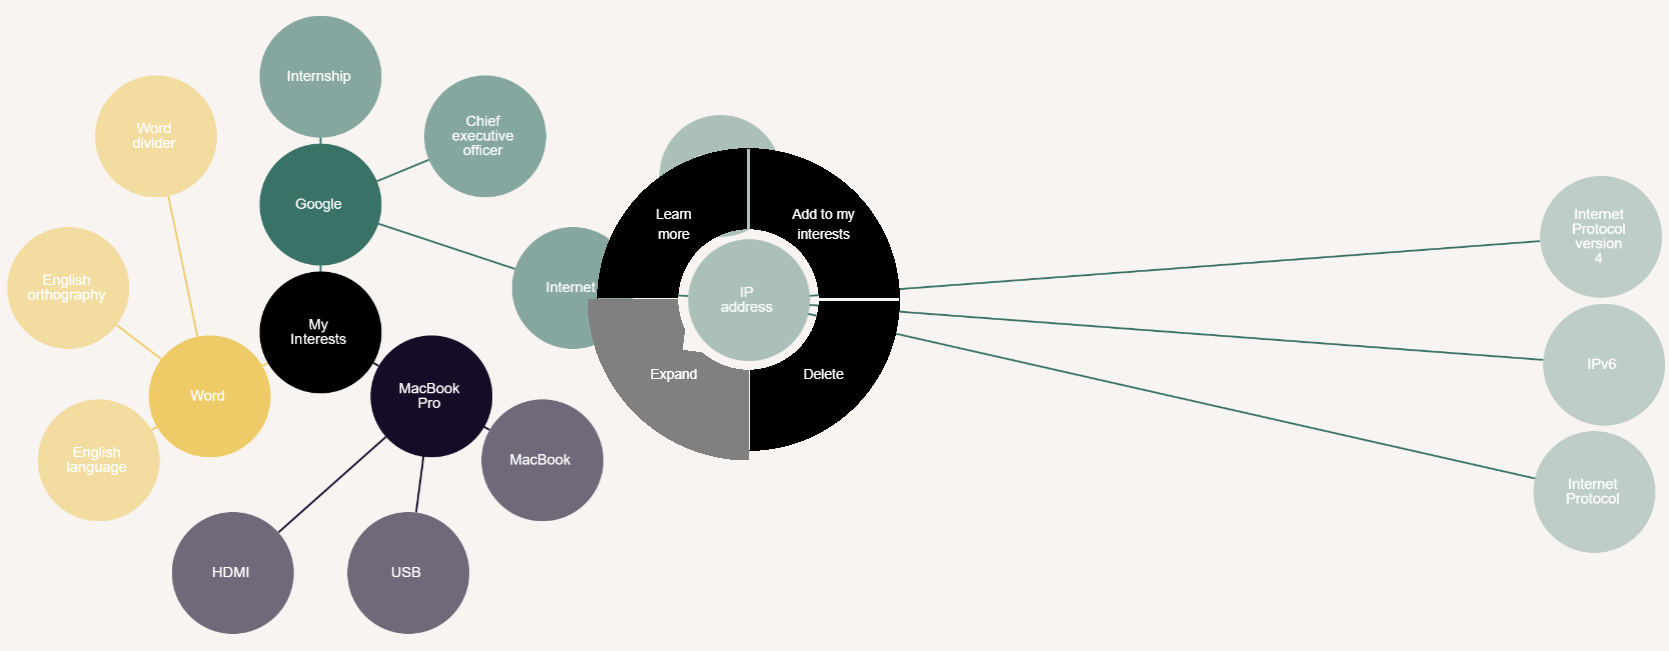 Internship
Chief
executive
officer
Word
divider
Google
Learn
more
Add to my
interests
Internet
Protocol
version
4
English
orthography
Internet
IP
address
My
Interests
IPv6
Expand
Delete
Word
MacBook
Pro
English
language
MacBook
Internet
Protocol
HDMI
USB